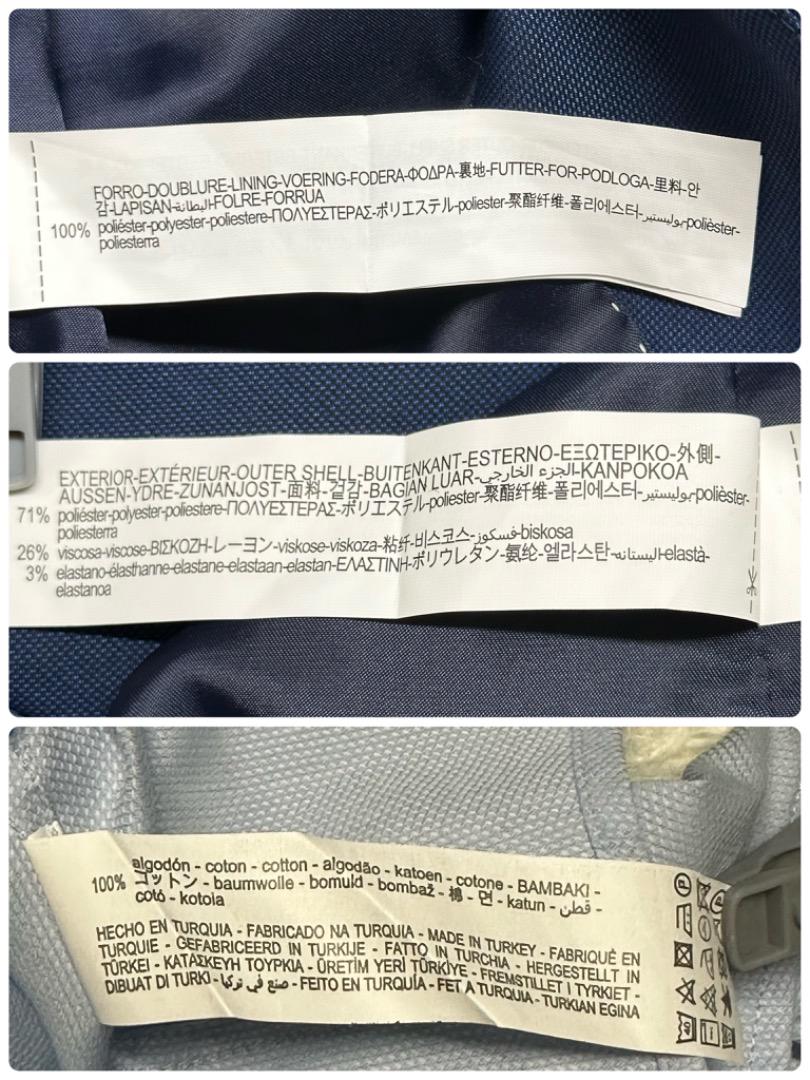 FORRO-DOUBLURE-LINING-VOERING-FODERA-ΦΟΔΡΑ-裏地-FUTTER-FOR-PODLOGA-里料-안
감-LAPISAN-البطانة-FOLRE-FORRUA
100% poliéster-polyester-poliestere-ΠΟΛΥΕΣΤΕΡΑΣ-ポリエステル-poliester-聚酯纤维-폴리에스터-بوليستير-polièster-
poliesterra
EXTERIOR-EXTÉRIEUR-OUTER SHELL-BUITENKANT-ESTERNO-ΕΞΩΤΕΡΙΚΟ-外側-
AUSSEN-YDRE-ZUNANJOST-面料-겉감-BAGIAN LUAR-الجزء الخارجي-KANPOKOA
71% poliéster-polyester-poliestere-ΠΟΛΥΕΣΤΕΡΑΣ-ポリエステル-poliester-聚酯纤维-폴리에스터-بوليستير-polièster-
poliesterra
26% viscosa-viscose-ΒΙΣΚΟΖΗ-レーヨン-viskose-viskoza-粘纤-비스코스-فسكوز-biskosa
3% elastano-élasthanne-elastane-elastaan-elastan-ΕΛΑΣΤΙΝΗ-ポリウレタン-氨纶-엘라스탄-اليستانه-elastà-
elastanoa
algodón - coton - cotton - algodão - katoen - cotone - BAMBAKI -
100% コットン - baumwolle - bomuld - bombaž - 棉 - 면 - katun - قطن -
cotó - kotoia
HECHO EN TURQUIA - FABRICADO NA TURQUIA - MADE IN TURKEY - FABRIQUÉ EN
TURQUIE - GEFABRICEERD IN TURKIJE - FATTO IN TURCHIA - HERGESTELLT IN
TÜRKEI - ΚΑΤΑΣΚΕΥΗ ΤΟΥΡΚΙΑ - ÜRETİM YERİ TÜRKİYE - FREMSTILLET I TYRKIET -
DIBUAT DI TURKI - صنع في تركيا - FEITO EN TURQUÍA - FET A TURQUIA - TURKIAN EGINA